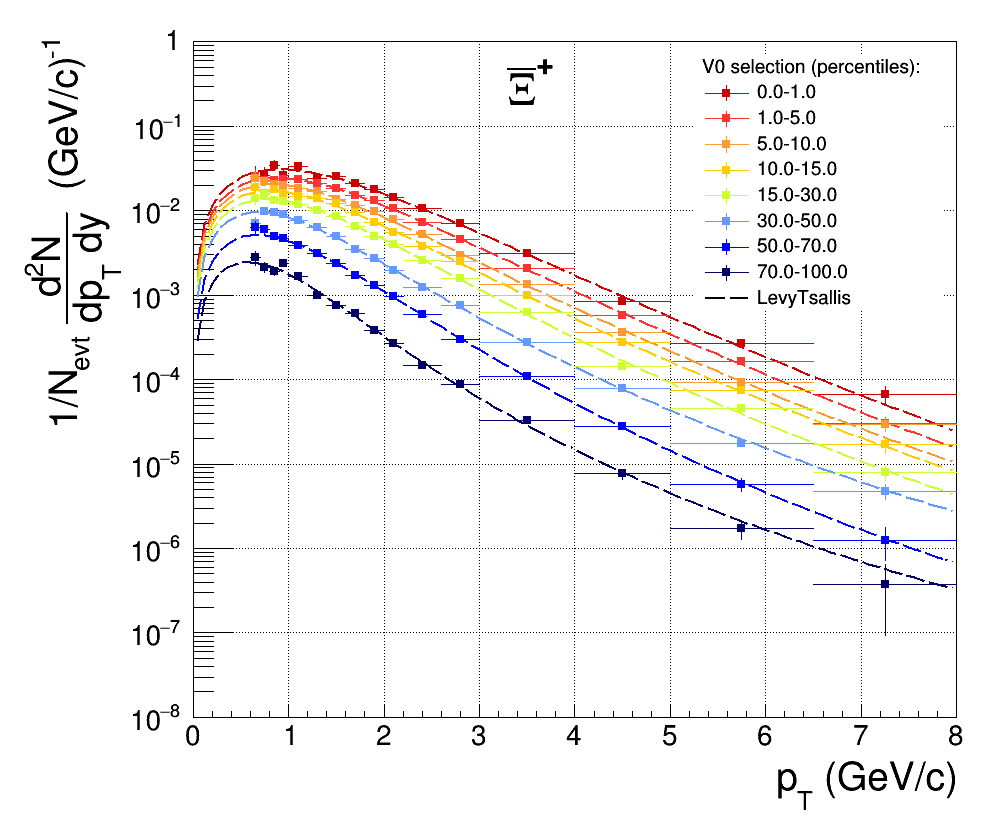 1/N_evt d²N/dp_T dy (GeV/c)⁻¹
1
10⁻¹
10⁻²
10⁻³
10⁻⁴
10⁻⁵
10⁻⁶
10⁻⁷
10⁻⁸
Ξ̅⁺
V0 selection (percentiles):
0.0-1.0
1.0-5.0
5.0-10.0
10.0-15.0
15.0-30.0
30.0-50.0
50.0-70.0
70.0-100.0
LevyTsallis
0 1 2 3 4 5 6 7 8
p_T (GeV/c)